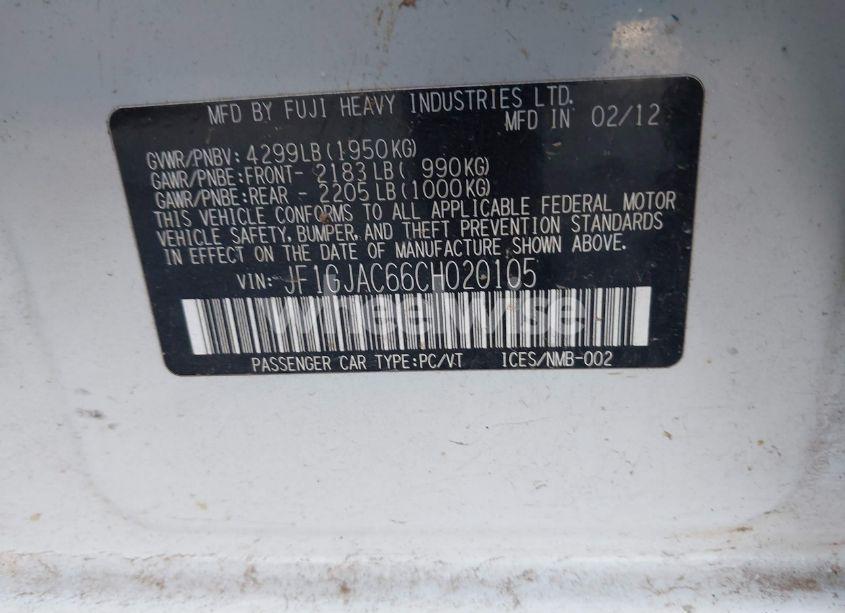 MFD BY FUJI HEAVY INDUSTRIES LTD.
MFD IN 02/12
GVWR/PNBV: 4299LB(1950KG)
GAWR/PNBE:FRONT- 2183LB( 990KG)
GAWR/PNBE:REAR - 2205LB(1000KG)
THIS VEHICLE CONFORMS TO ALL APPLICABLE FEDERAL MOTOR
VEHICLE SAFETY, BUMPER, AND THEFT PREVENTION STANDARDS
IN EFFECT ON THE DATE OF MANUFACTURE SHOWN ABOVE.
VIN: JF1GJAC66CH020105
wheelwise
PASSENGER CAR TYPE:PC/VT ICES/NMB-002